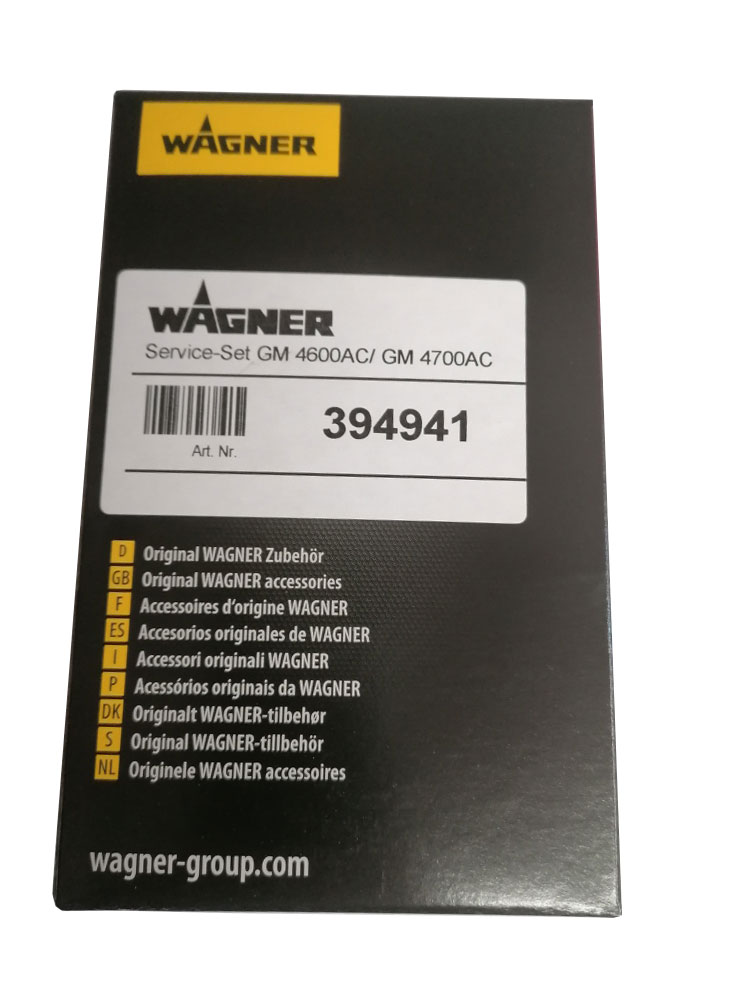 WAGNER
WAGNER
Service-Set GM 4600AC/ GM 4700AC
394941
Art. Nr.
D Original WAGNER Zubehör
GB Original WAGNER accessories
F Accessoires d'origine WAGNER
ES Accesorios originales de WAGNER
I Accessori originali WAGNER
P Acessórios originais da WAGNER
DK Originalt WAGNER-tilbehør
S Original WAGNER-tillbehör
NL Originele WAGNER accessoires
wagner-group.com